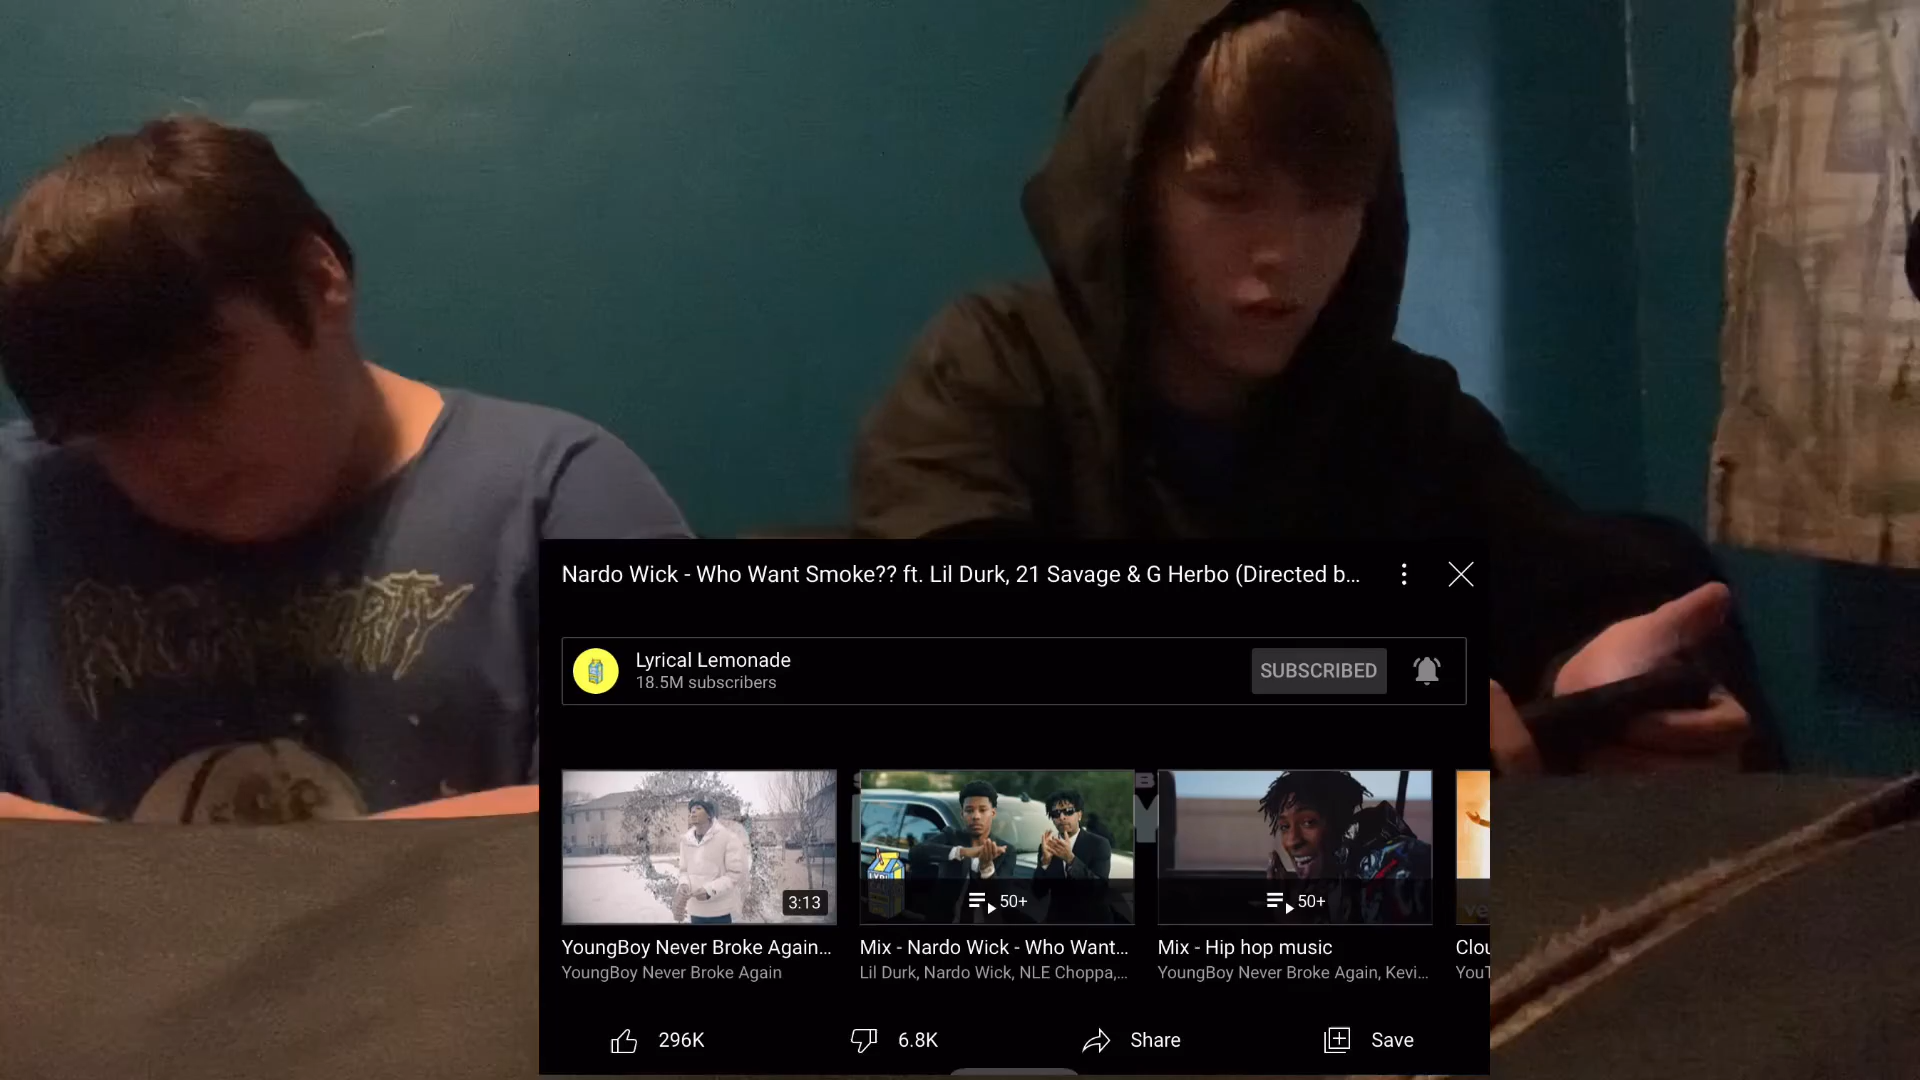 Nardo Wick - Who Want Smoke?? ft. Lil Durk, 21 Savage & G Herbo (Directed b...
Lyrical Lemonade
18.5M subscribers
SUBSCRIBED
3:13
50+
50+
YoungBoy Never Broke Again...
YoungBoy Never Broke Again
Mix - Nardo Wick - Who Want...
Lil Durk, Nardo Wick, NLE Choppa,...
Mix - Hip hop music
YoungBoy Never Broke Again, Kevi...
Clou
YouT
296K
6.8K
Share
Save